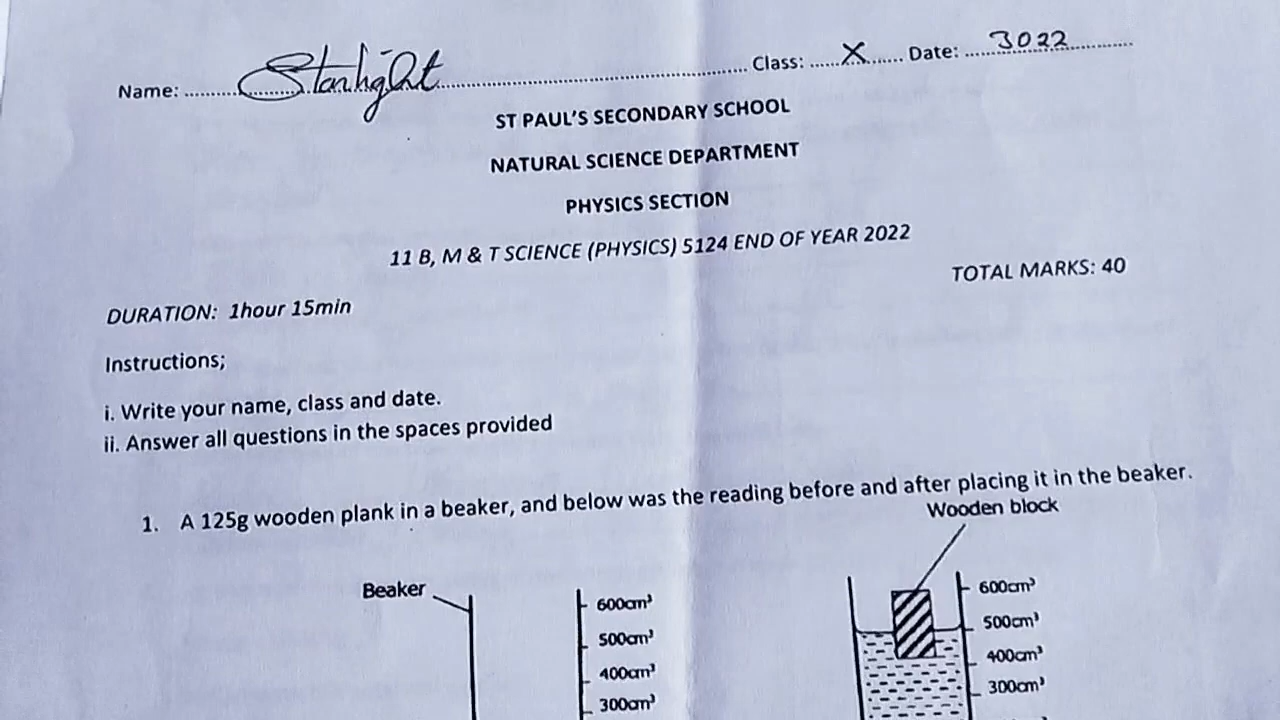 Name: ........Starlight........ Class: ......X...... Date: ......3022......
ST PAUL'S SECONDARY SCHOOL
NATURAL SCIENCE DEPARTMENT
PHYSICS SECTION
11 B, M & T SCIENCE (PHYSICS) 5124 END OF YEAR 2022
TOTAL MARKS: 40
DURATION: 1hour 15min
Instructions;
i. Write your name, class and date.
ii. Answer all questions in the spaces provided
1. A 125g wooden plank in a beaker, and below was the reading before and after placing it in the beaker.
Wooden block
Beaker
600cm³
500cm³
400cm³
300cm³
600cm³
500cm³
400cm³
300cm³